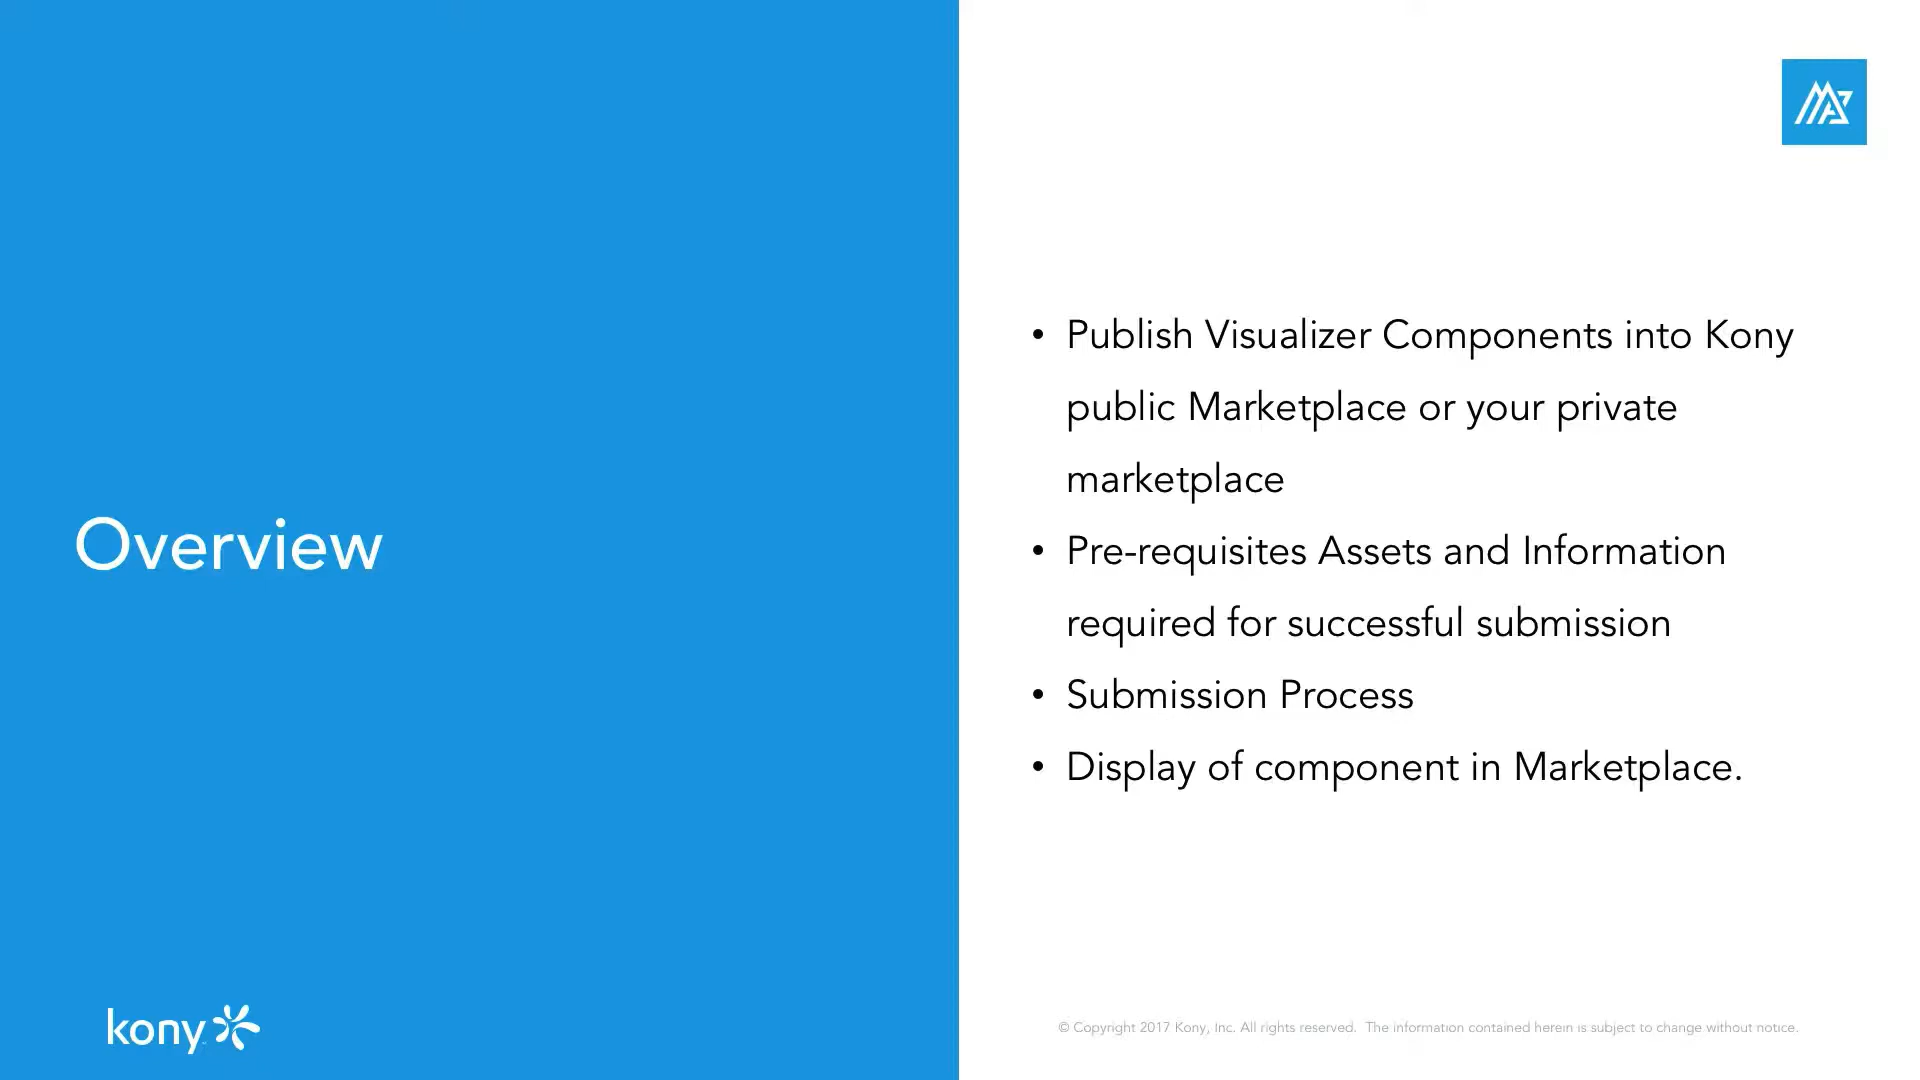 Overview
• Publish Visualizer Components into Kony
public Marketplace or your private
marketplace
• Pre-requisites Assets and Information
required for successful submission
• Submission Process
• Display of component in Marketplace.
kony
© Copyright 2017 Kony, Inc. All rights reserved.  The information contained herein is subject to change without notice.